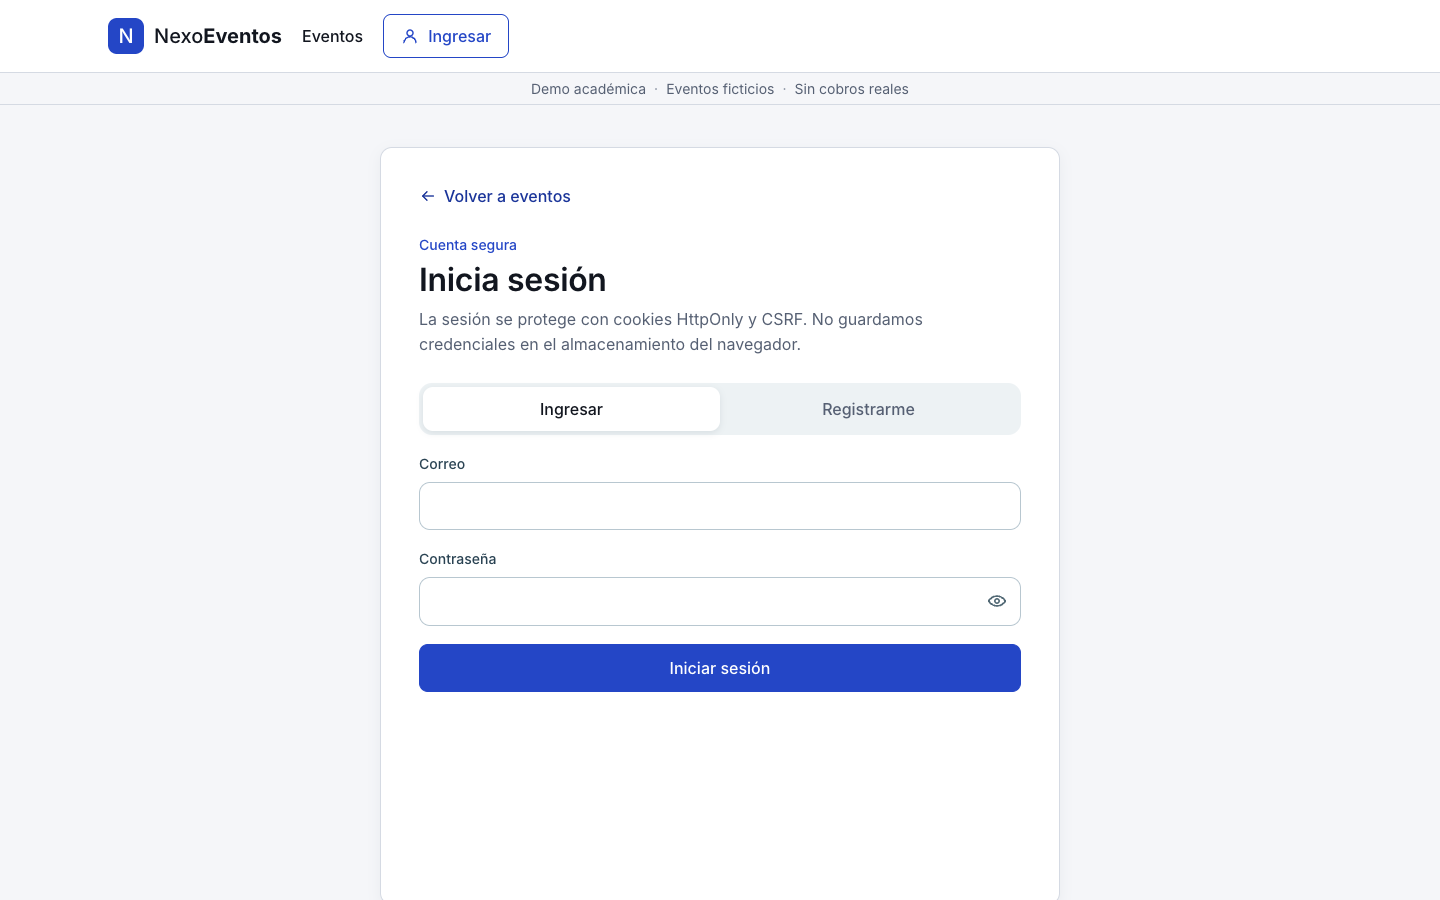 N NexoEventos Eventos Ingresar
Demo académica · Eventos ficticios · Sin cobros reales
← Volver a eventos
Cuenta segura
Inicia sesión
La sesión se protege con cookies HttpOnly y CSRF. No guardamos
credenciales en el almacenamiento del navegador.
Ingresar Registrarme
Correo
Contraseña
Iniciar sesión